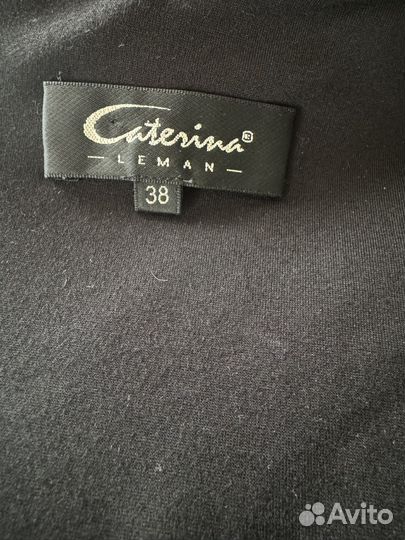 Caterina®
— LEMAN —
38
Avito